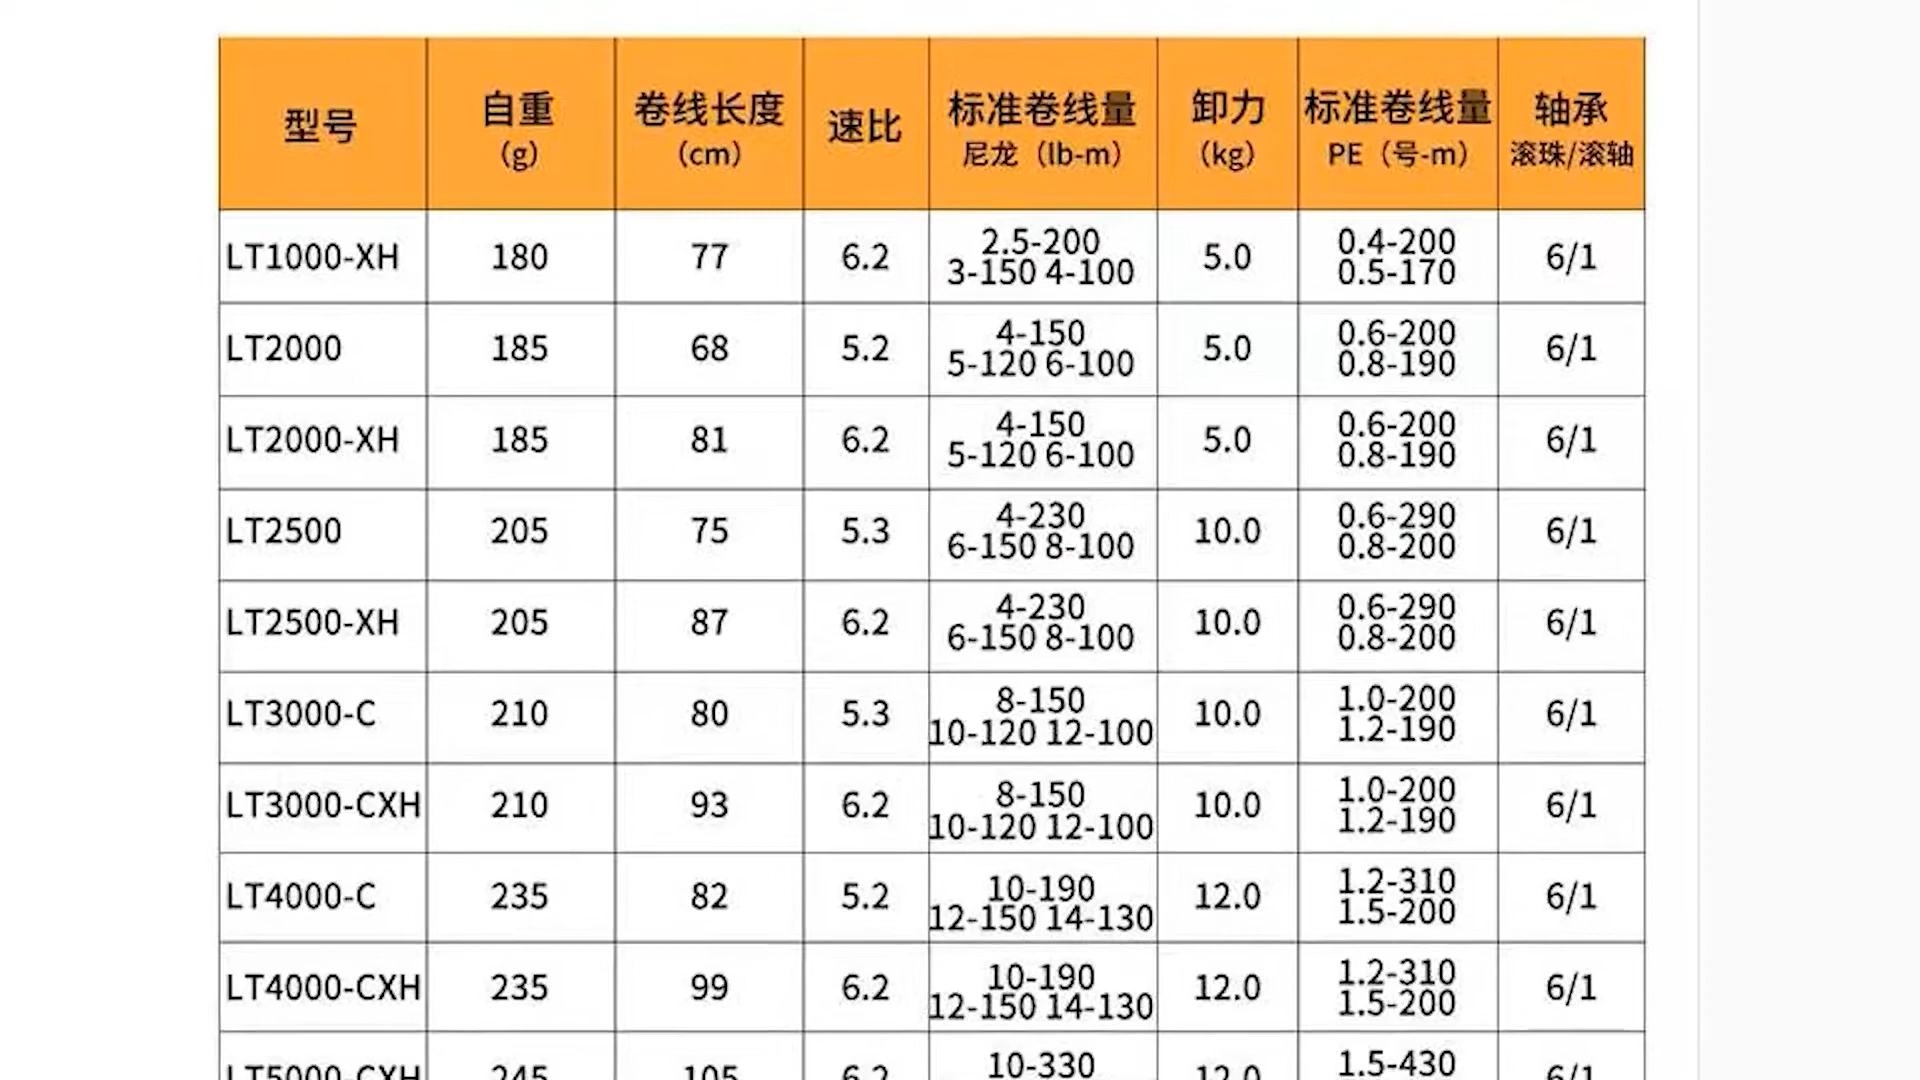 型号 自重 (g) 卷线长度 (cm) 速比 标准卷线量 尼龙 (lb-m) 卸力 (kg) 标准卷线量 PE (号-m) 轴承 滚珠/滚轴
LT1000-XH 180 77 6.2 2.5-200 3-150 4-100 5.0 0.4-200 0.5-170 6/1
LT2000 185 68 5.2 4-150 5-120 6-100 5.0 0.6-200 0.8-190 6/1
LT2000-XH 185 81 6.2 4-150 5-120 6-100 5.0 0.6-200 0.8-190 6/1
LT2500 205 75 5.3 4-230 6-150 8-100 10.0 0.6-290 0.8-200 6/1
LT2500-XH 205 87 6.2 4-230 6-150 8-100 10.0 0.6-290 0.8-200 6/1
LT3000-C 210 80 5.3 8-150 10-120 12-100 10.0 1.0-200 1.2-190 6/1
LT3000-CXH 210 93 6.2 8-150 10-120 12-100 10.0 1.0-200 1.2-190 6/1
LT4000-C 235 82 5.2 10-190 12-150 14-130 12.0 1.2-310 1.5-200 6/1
LT4000-CXH 235 99 6.2 10-190 12-150 14-130 12.0 1.2-310 1.5-200 6/1
LT5000-CXH 245 105 6.2 10-330 12.0 1.5-430 6/1